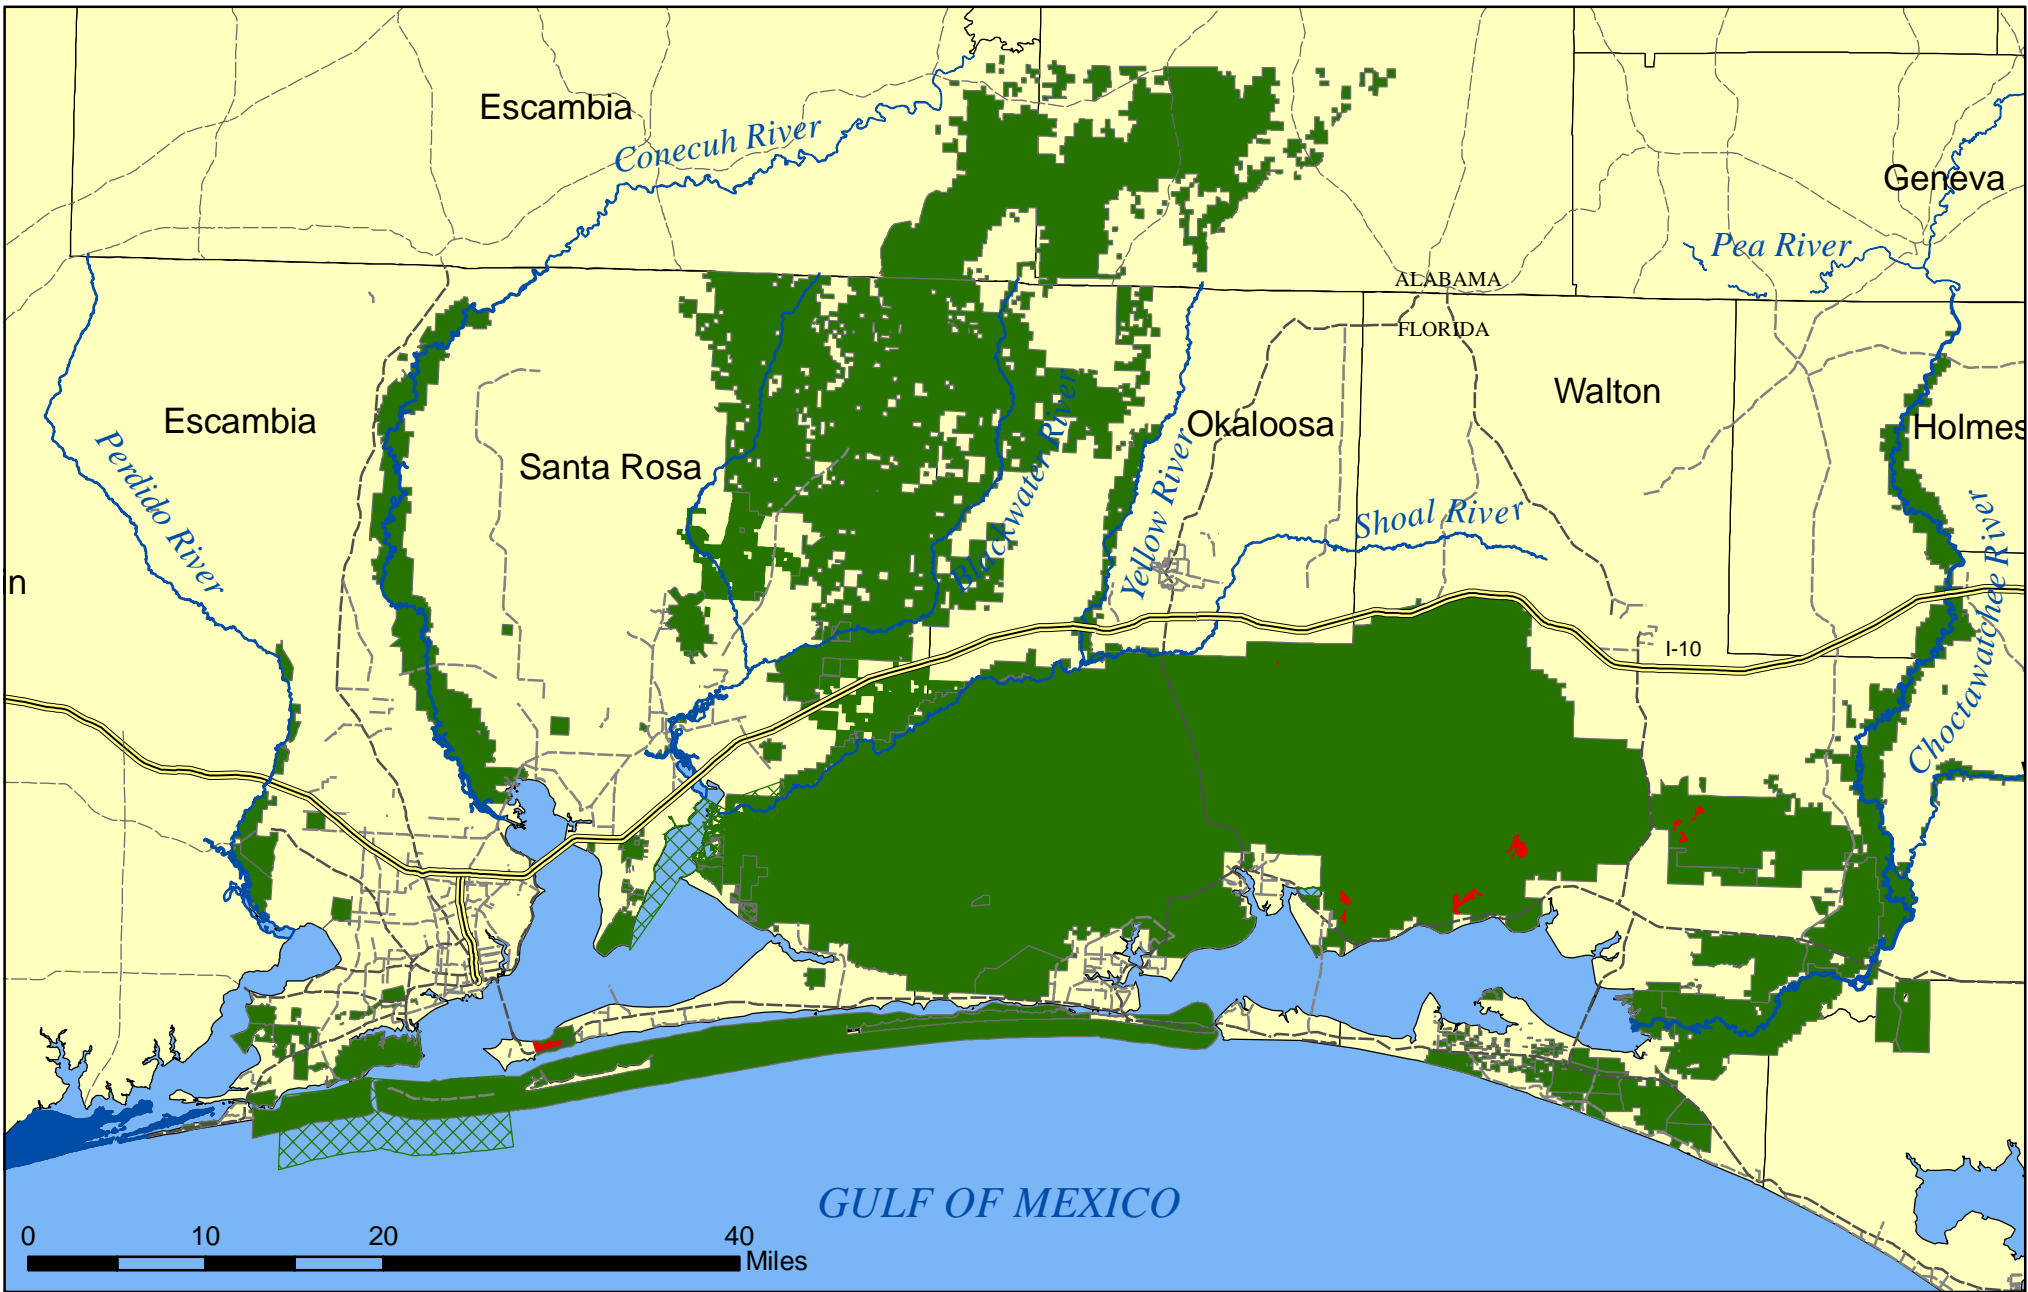 Escambia
Conecuh River
Geneva
Pea River
ALABAMA
FLORIDA
Walton
Escambia
Okaloosa
Holmes
Santa Rosa
Perdido River
Blackwater River
Yellow River
Shoal River
Choctawatchee River
in
I-10
GULF OF MEXICO
0 10 20 40
Miles